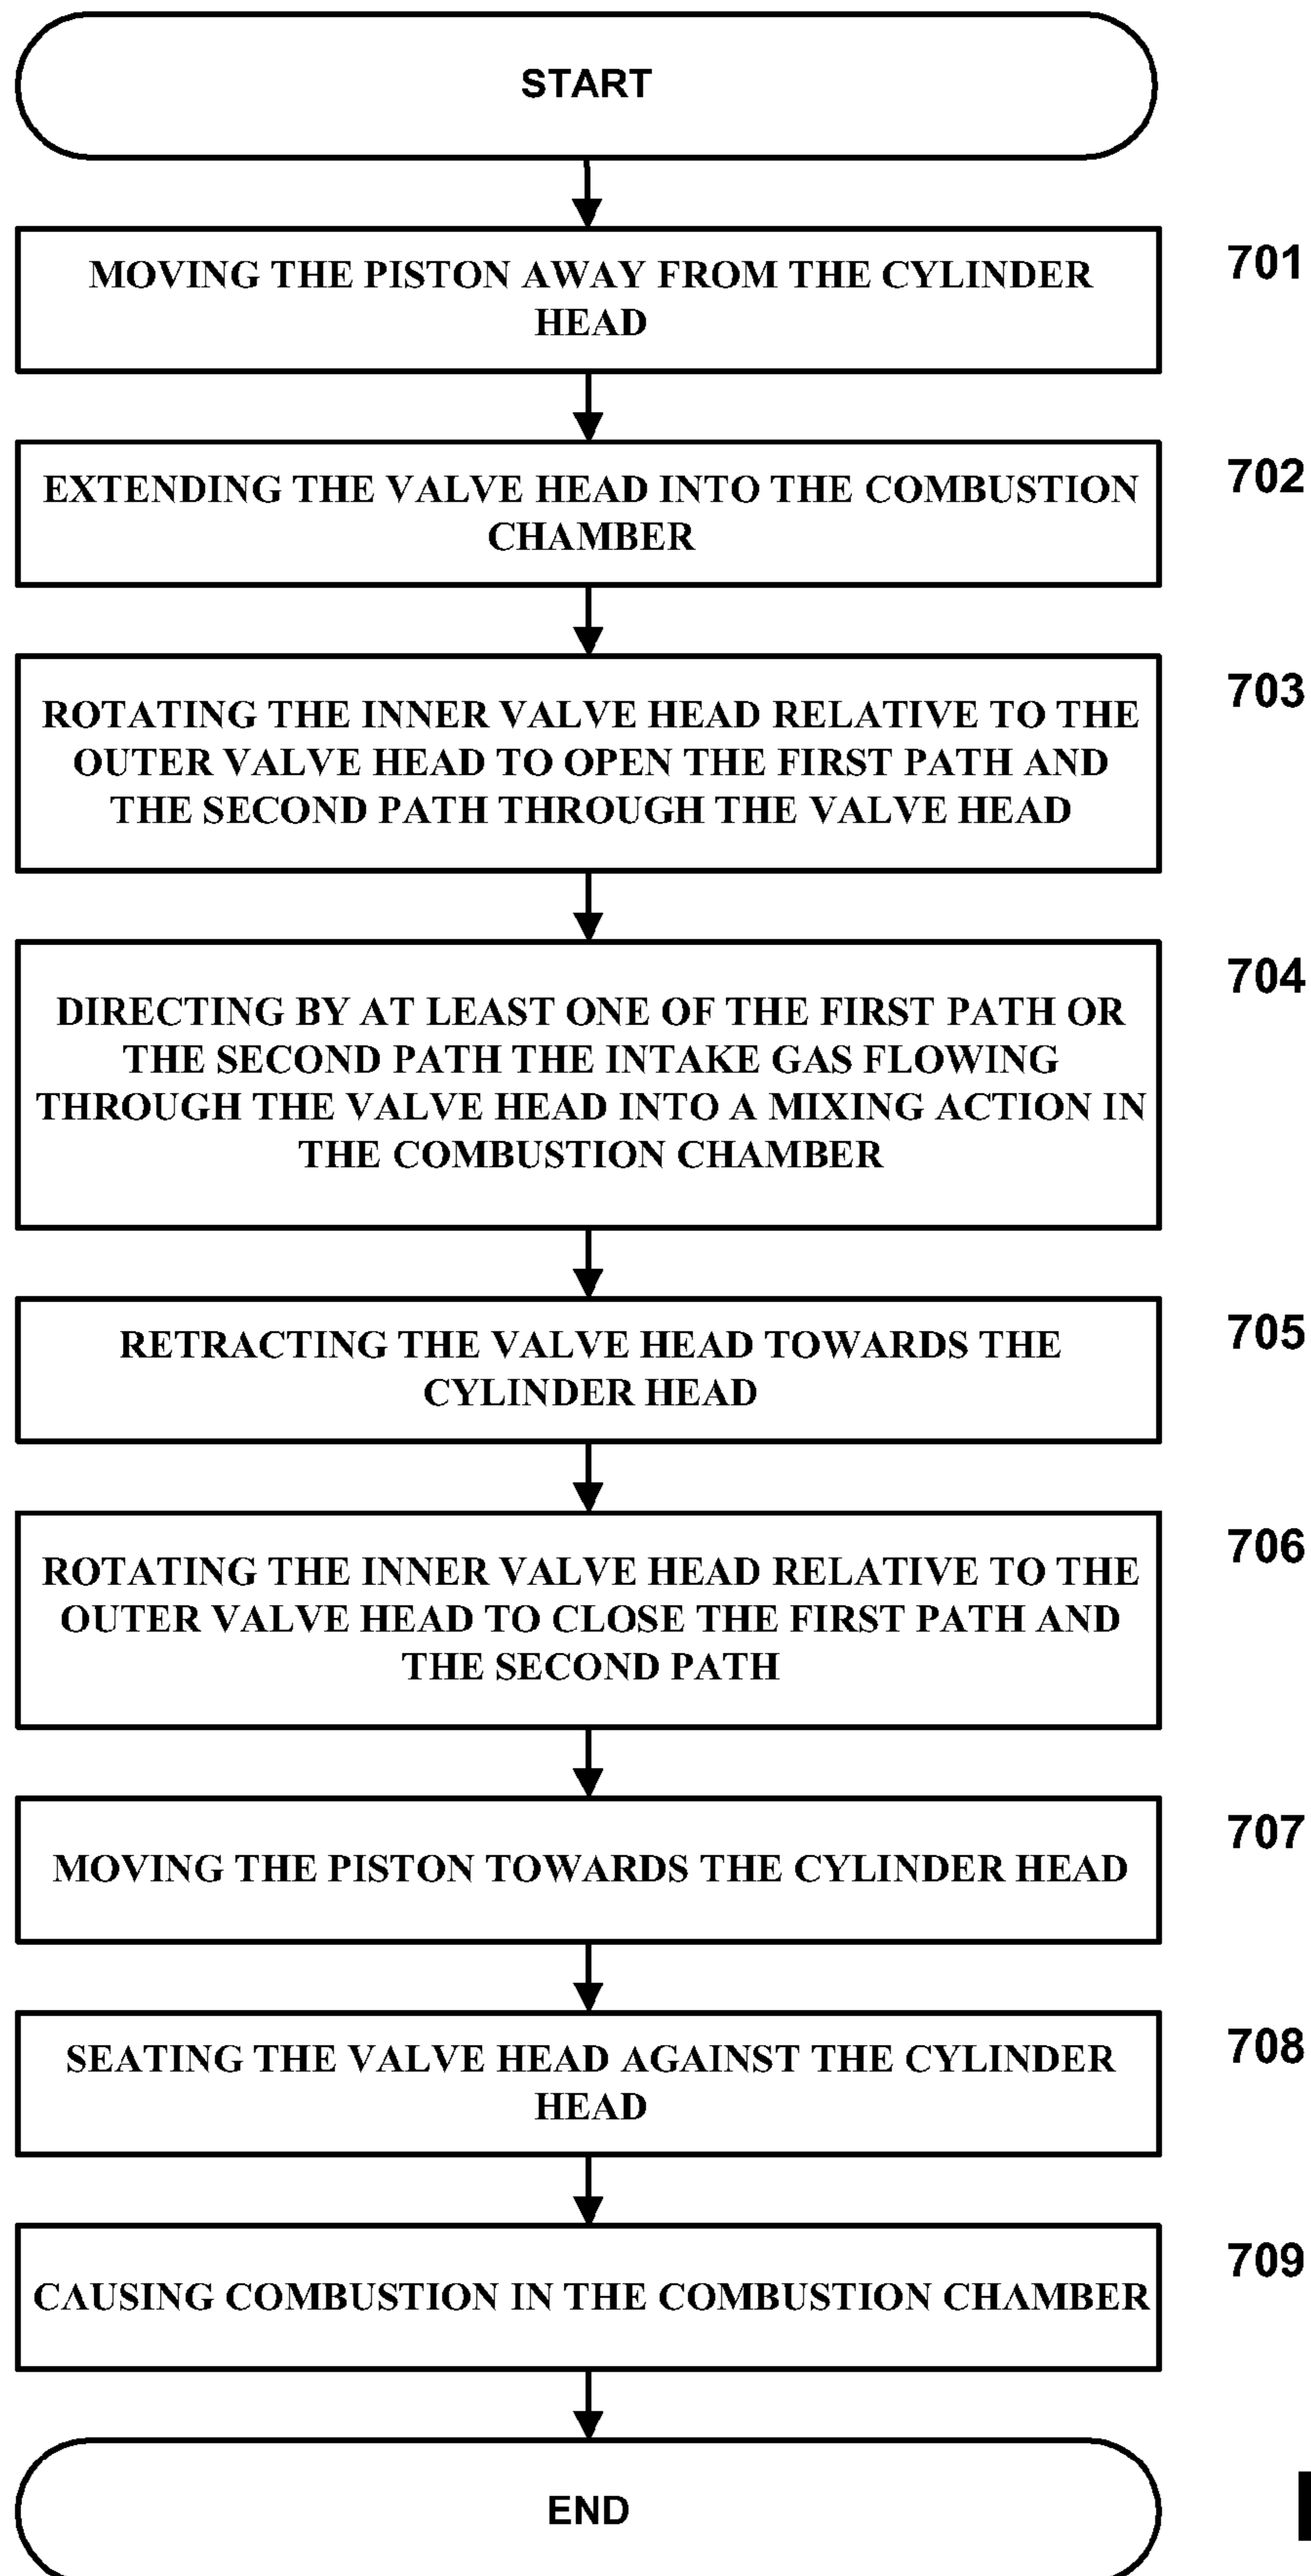 START
701
MOVING THE PISTON AWAY FROM THE CYLINDER
HEAD
702
EXTENDING THE VALVE HEAD INTO THE COMBUSTION
CHAMBER
703
ROTATING THE INNER VALVE HEAD RELATIVE TO THE
OUTER VALVE HEAD TO OPEN THE FIRST PATH AND
THE SECOND PATH THROUGH THE VALVE HEAD
704
DIRECTING BY AT LEAST ONE OF THE FIRST PATH OR
THE SECOND PATH THE INTAKE GAS FLOWING
THROUGH THE VALVE HEAD INTO A MIXING ACTION IN
THE COMBUSTION CHAMBER
705
RETRACTING THE VALVE HEAD TOWARDS THE
CYLINDER HEAD
706
ROTATING THE INNER VALVE HEAD RELATIVE TO THE
OUTER VALVE HEAD TO CLOSE THE FIRST PATH AND
THE SECOND PATH
707
MOVING THE PISTON TOWARDS THE CYLINDER HEAD
708
SEATING THE VALVE HEAD AGAINST THE CYLINDER
HEAD
709
CAUSING COMBUSTION IN THE COMBUSTION CHAMBER
END